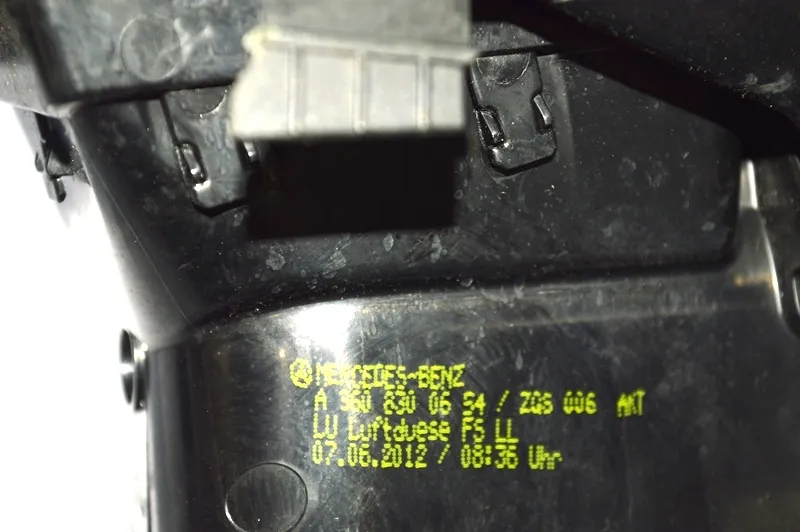 MERCEDES-BENZ
A 960 830 06 54 / ZGS 006 AKT
LU Luftduese FS LL
07.06.2012 / 08:36 Uhr